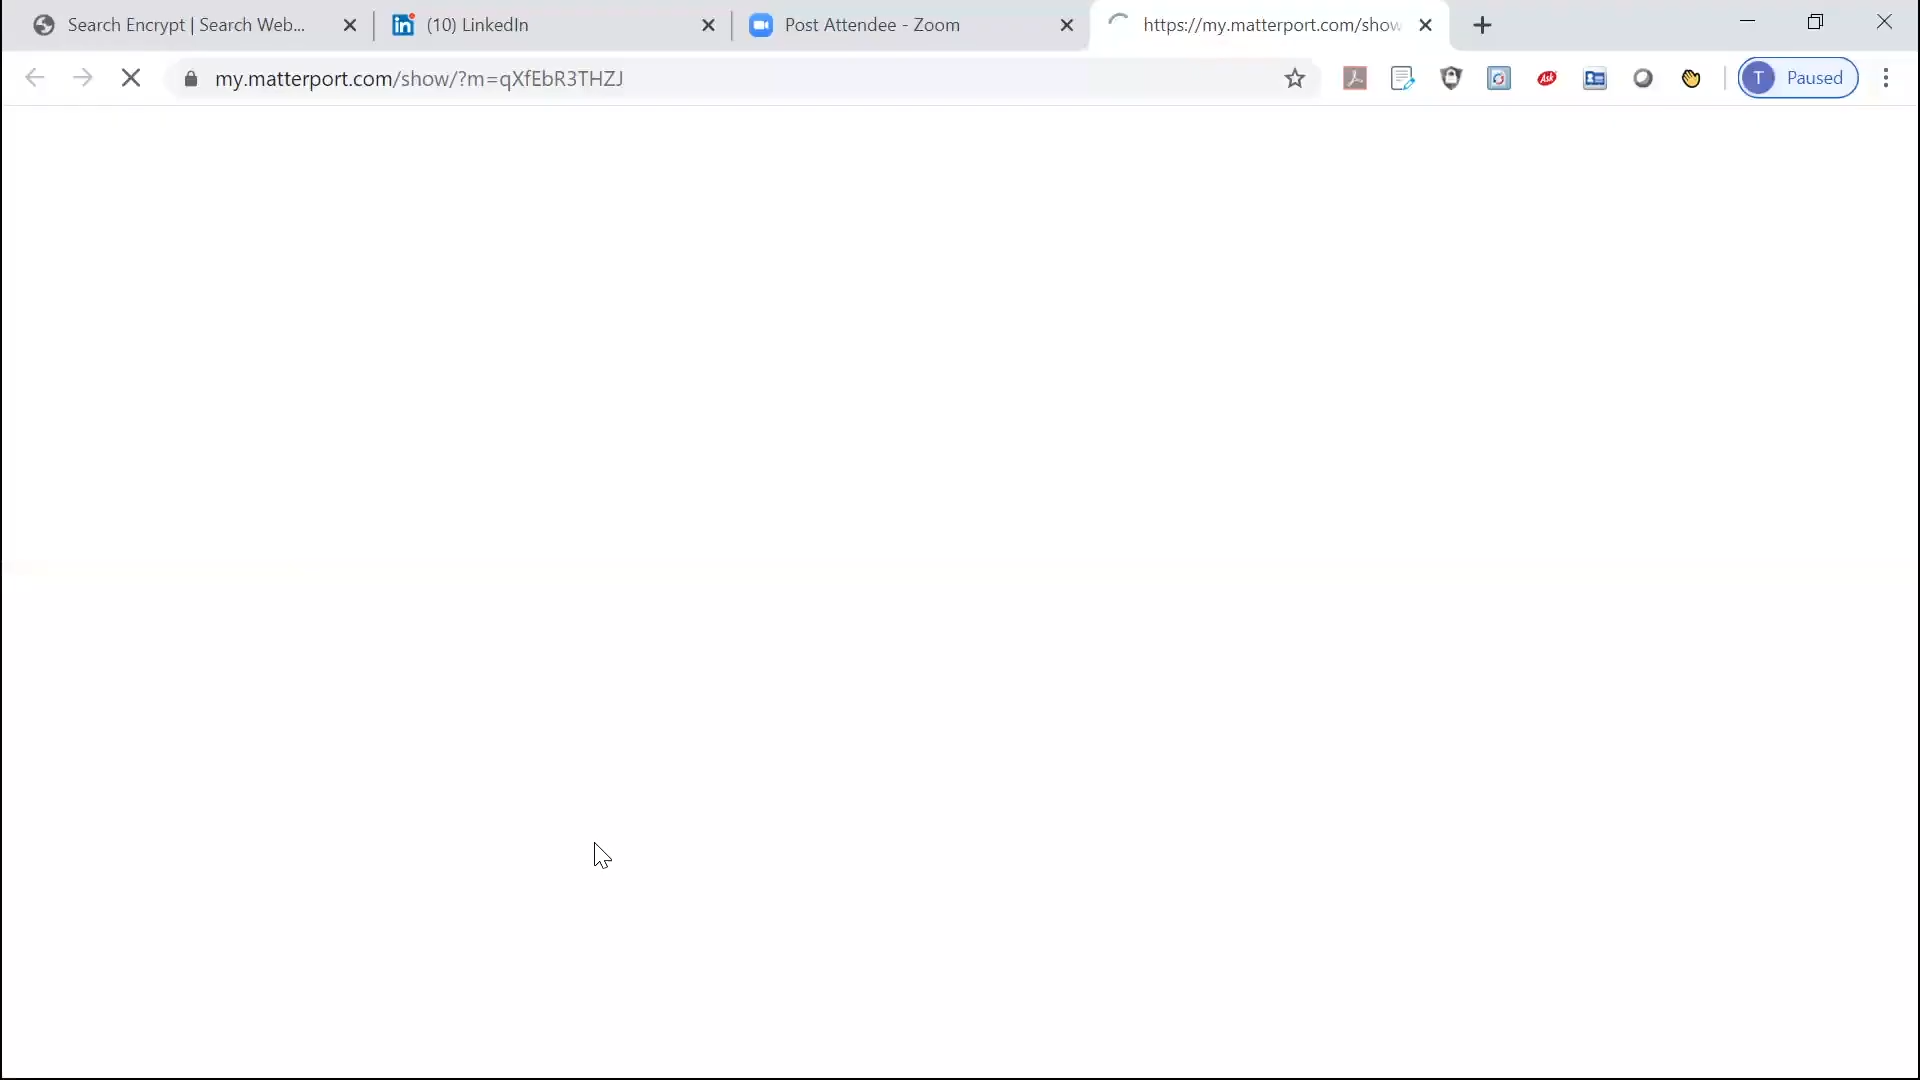 Search Encrypt | Search Web...
(10) LinkedIn
Post Attendee - Zoom
https://my.matterport.com/show
my.matterport.com/show/?m=qXfEbR3THZJ
Ask
T Paused